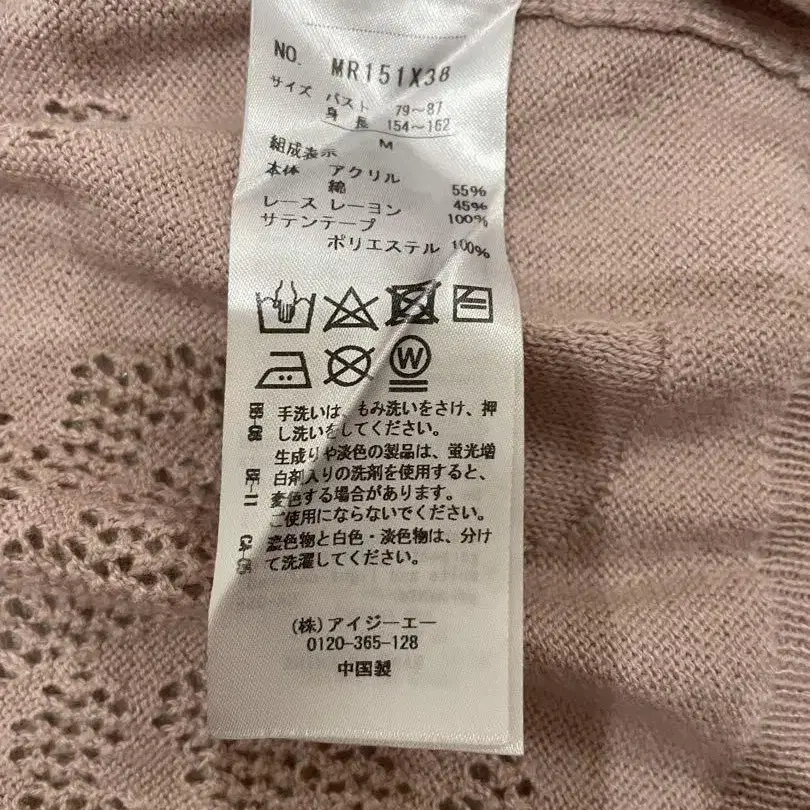 NO. MR151X38
サイズ バスト 79～87
身長 154～162
M
組成表示
本体 アクリル 55%
綿 45%
レース レーヨン 100%
サテンテープ
ポリエステル 100%
W
手洗いは、もみ洗いをさけ、押
し洗いをしてください。
生成りや淡色の製品は、蛍光増
白剤入りの洗剤を使用すると、
変色する場合があります。
ご使用にならないでください。
濃色物と白色・淡色物は、分け
て洗濯してください。
(株)アイジーエー
0120-365-128
中国製